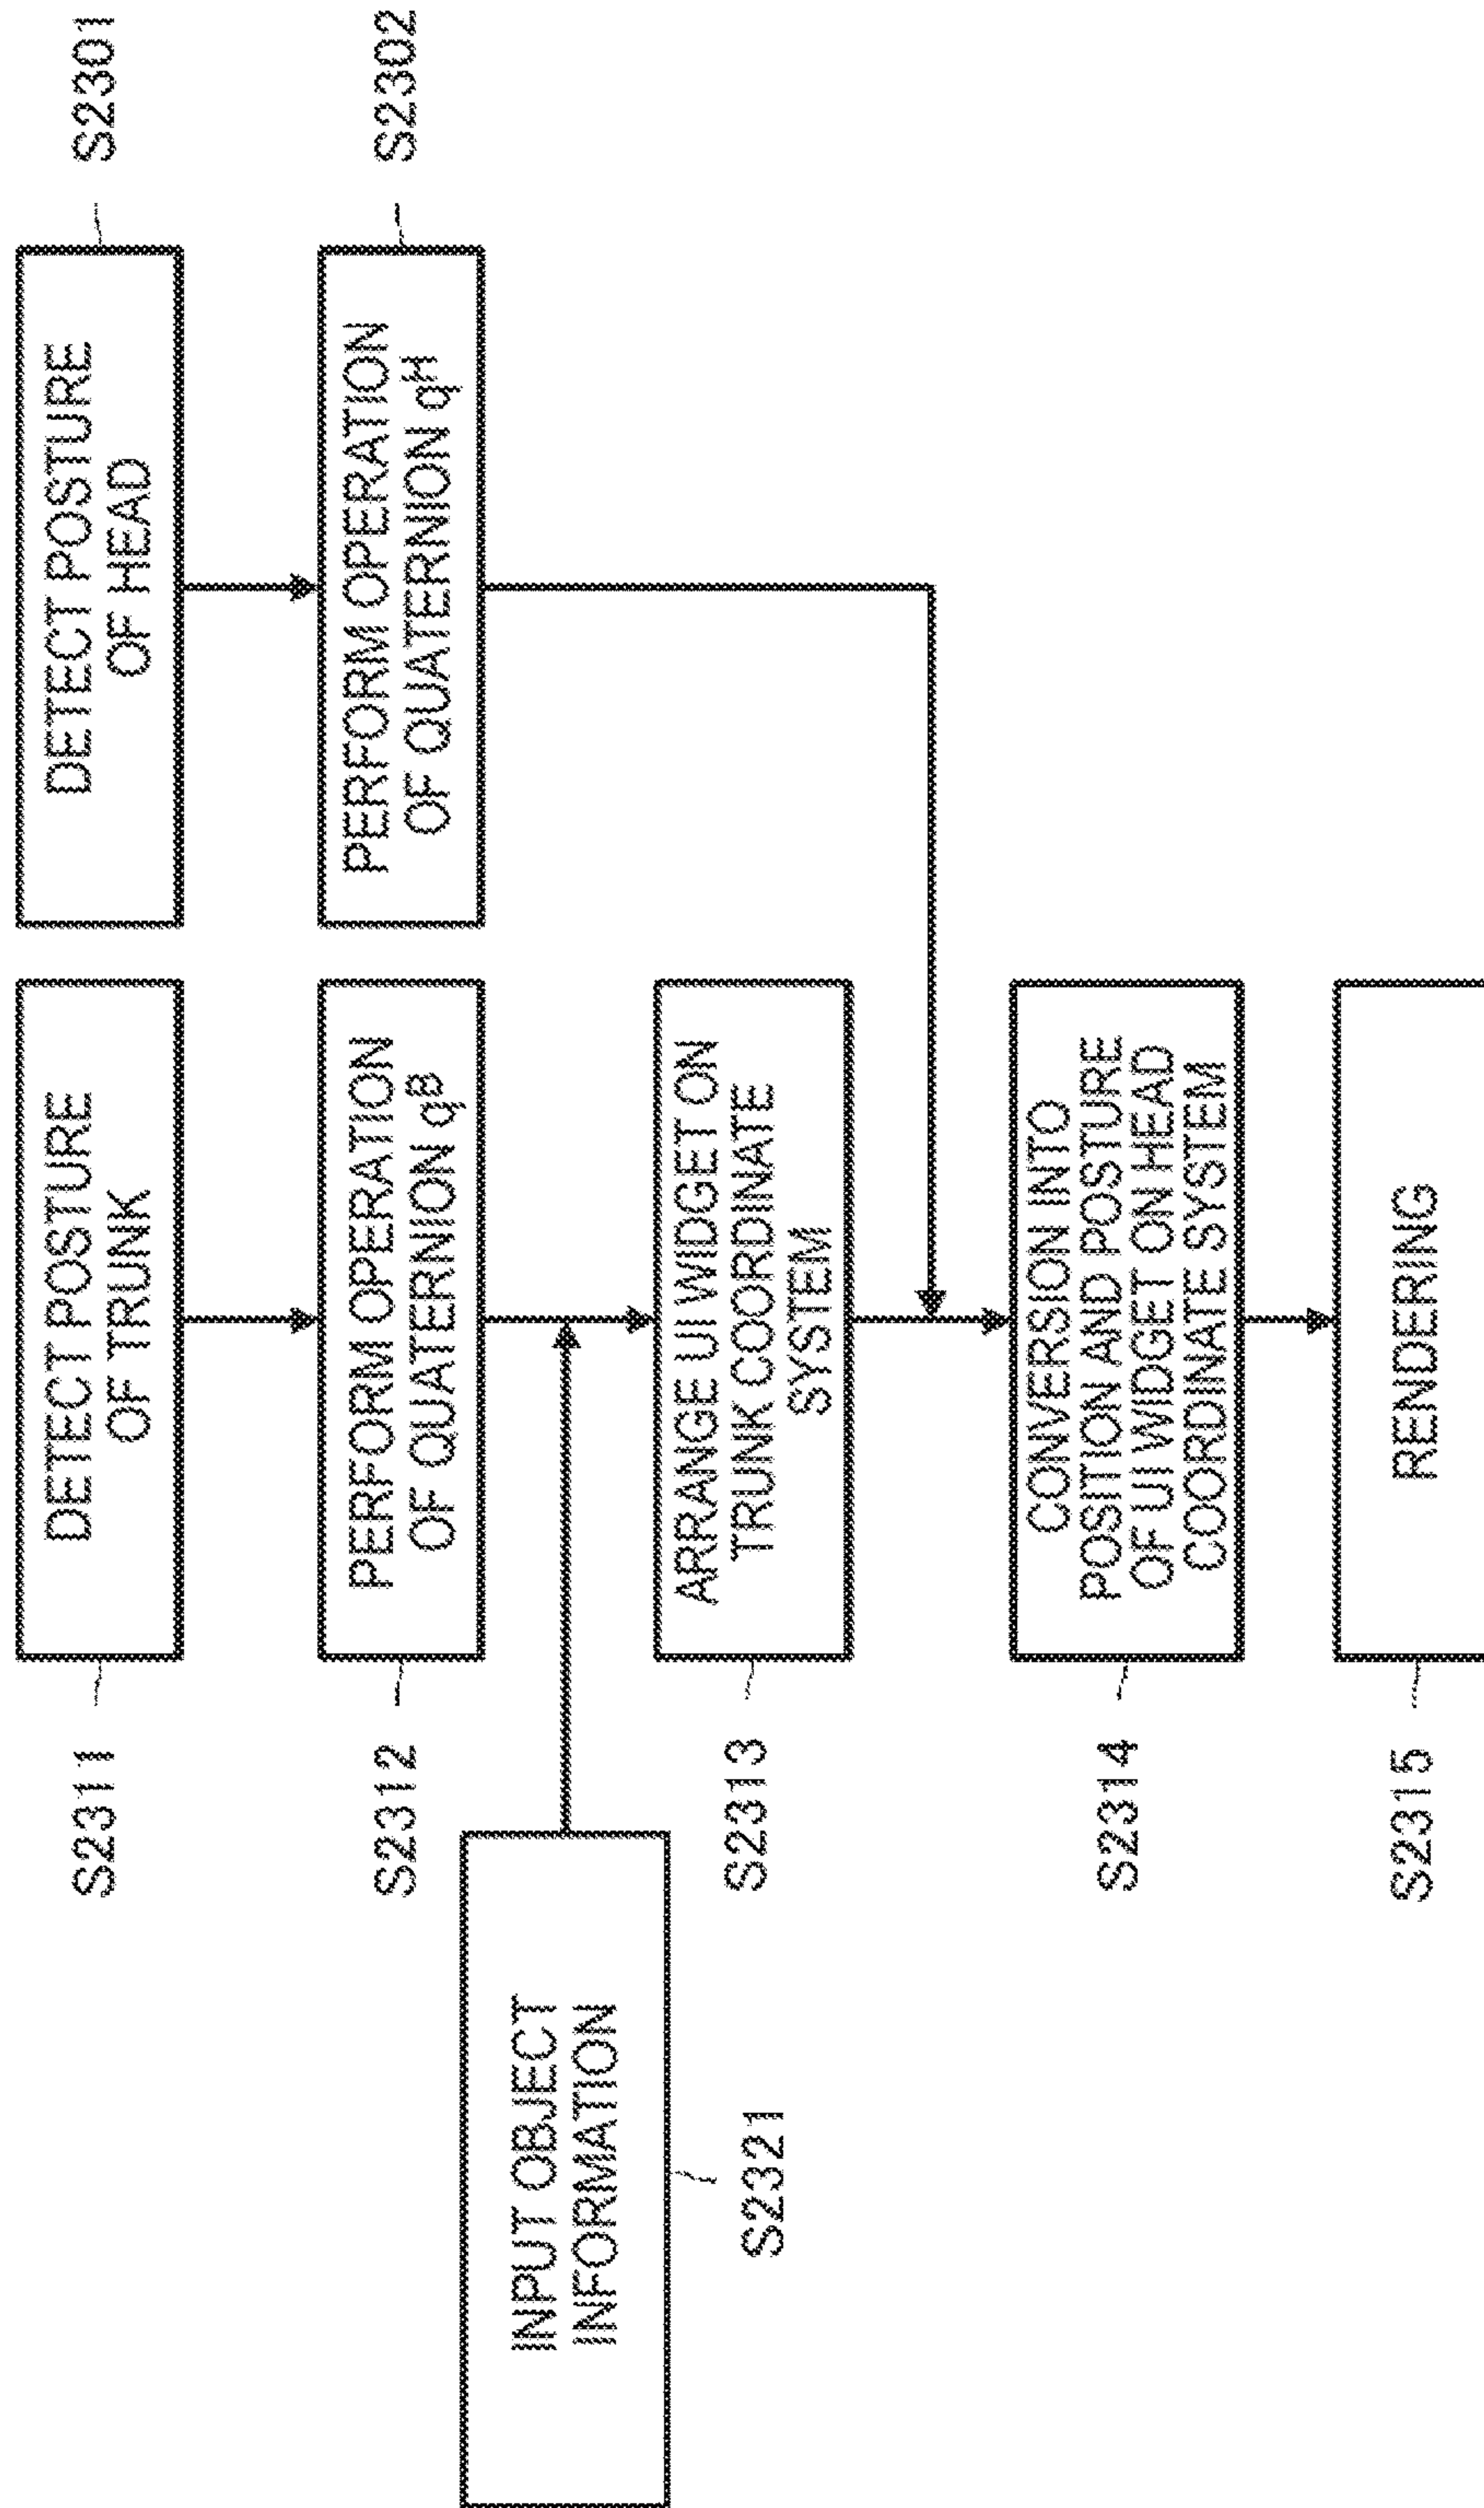 DETECT POSTURE
OF HEAD
S2301
PERFORM OPERATION
OF QUATERNION qᴴ
S2302
S2311
DETECT POSTURE
OF TRUNK
S2312
PERFORM OPERATION
OF QUATERNION qᴮ
INPUT OBJECT
INFORMATION
S2321
S2313
ARRANGE UI WIDGET ON
TRUNK COORDINATE
SYSTEM
S2314
CONVERSION INTO
POSITION AND POSTURE
OF UI WIDGET ON HEAD
COORDINATE SYSTEM
S2315
RENDERING